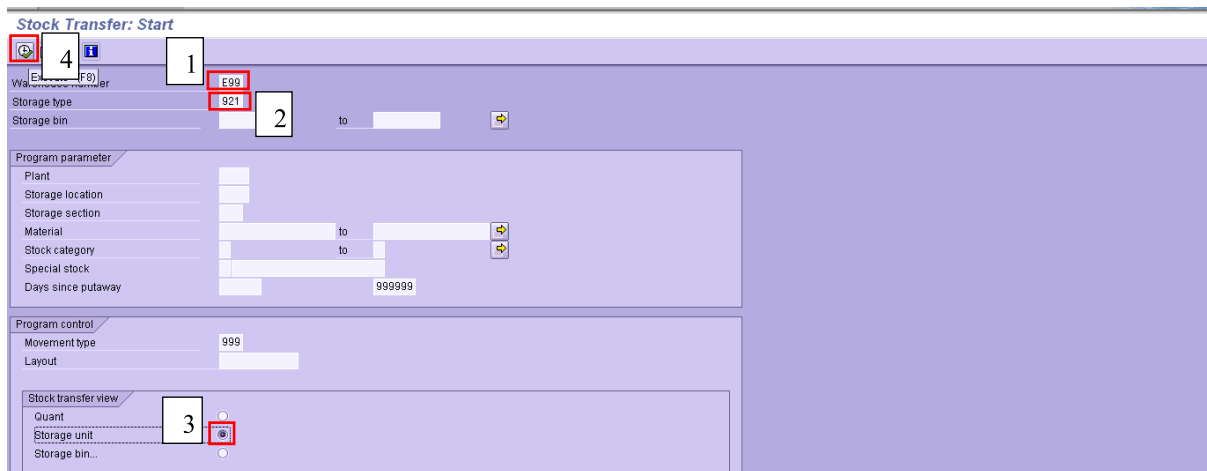 Stock Transfer: Start
4
1
Execute (F8)
Warehouse number E99
Storage type 921
2
Storage bin to
Program parameter
Plant
Storage location
Storage section
Material to
Stock category to
Special stock
Days since putaway 999999
Program control
Movement type 999
Layout
Stock transfer view
Quant
3
Storage unit
Storage bin...